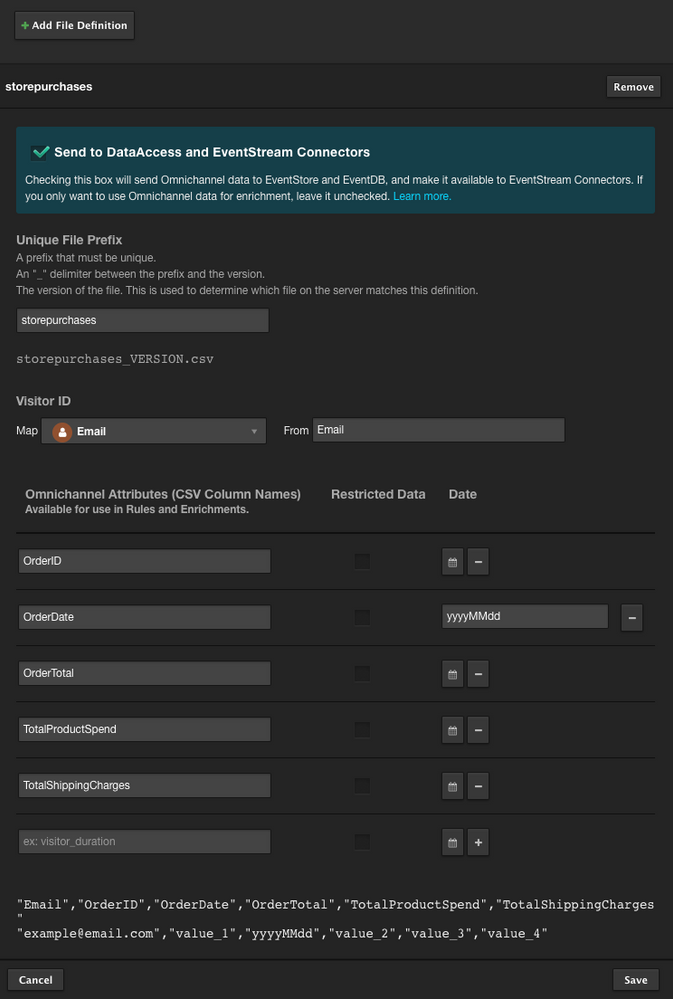 + Add File Definition
storepurchases
Remove
Send to DataAccess and EventStream Connectors
Checking this box will send Omnichannel data to EventStore and EventDB, and make it available to EventStream Connectors. If
you only want to use Omnichannel data for enrichment, leave it unchecked. Learn more.
Unique File Prefix
A prefix that must be unique.
An "_" delimiter between the prefix and the version.
The version of the file. This is used to determine which file on the server matches this definition.
storepurchases
storepurchases_VERSION.csv
Visitor ID
Map Email From Email
Omnichannel Attributes (CSV Column Names) Restricted Data Date
Available for use in Rules and Enrichments.
OrderID
OrderDate yyyyMMdd
OrderTotal
TotalProductSpend
TotalShippingCharges
ex: visitor_duration
"Email","OrderID","OrderDate","OrderTotal","TotalProductSpend","TotalShippingCharges
"
"example@email.com","value_1","yyyyMMdd","value_2","value_3","value_4"
Cancel Save